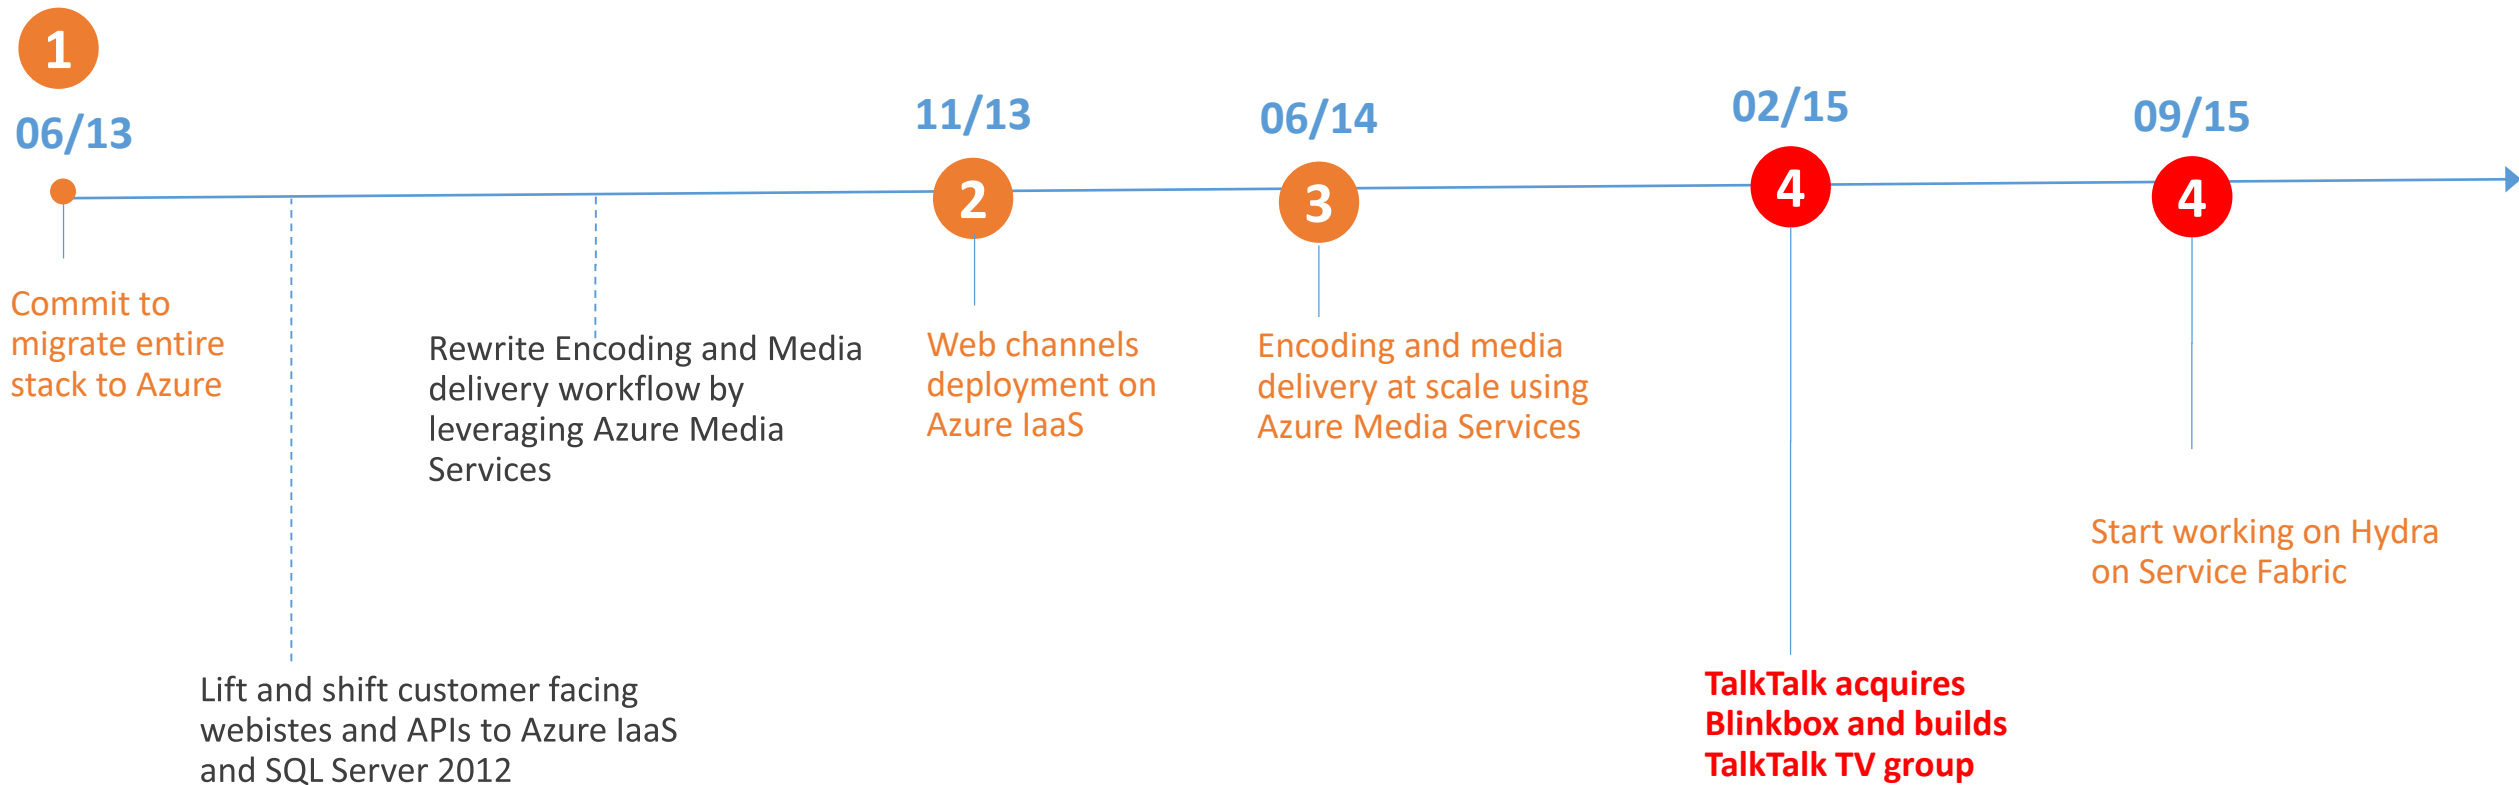 1
06/13
Commit to
migrate entire
stack to Azure
Lift and shift customer facing
webistes and APIs to Azure IaaS
and SQL Server 2012
Rewrite Encoding and Media
delivery workflow by
leveraging Azure Media
Services
11/13
2
Web channels
deployment on
Azure IaaS
06/14
3
Encoding and media
delivery at scale using
Azure Media Services
02/15
4
TalkTalk acquires
Blinkbox and builds
TalkTalk TV group
09/15
4
Start working on Hydra
on Service Fabric